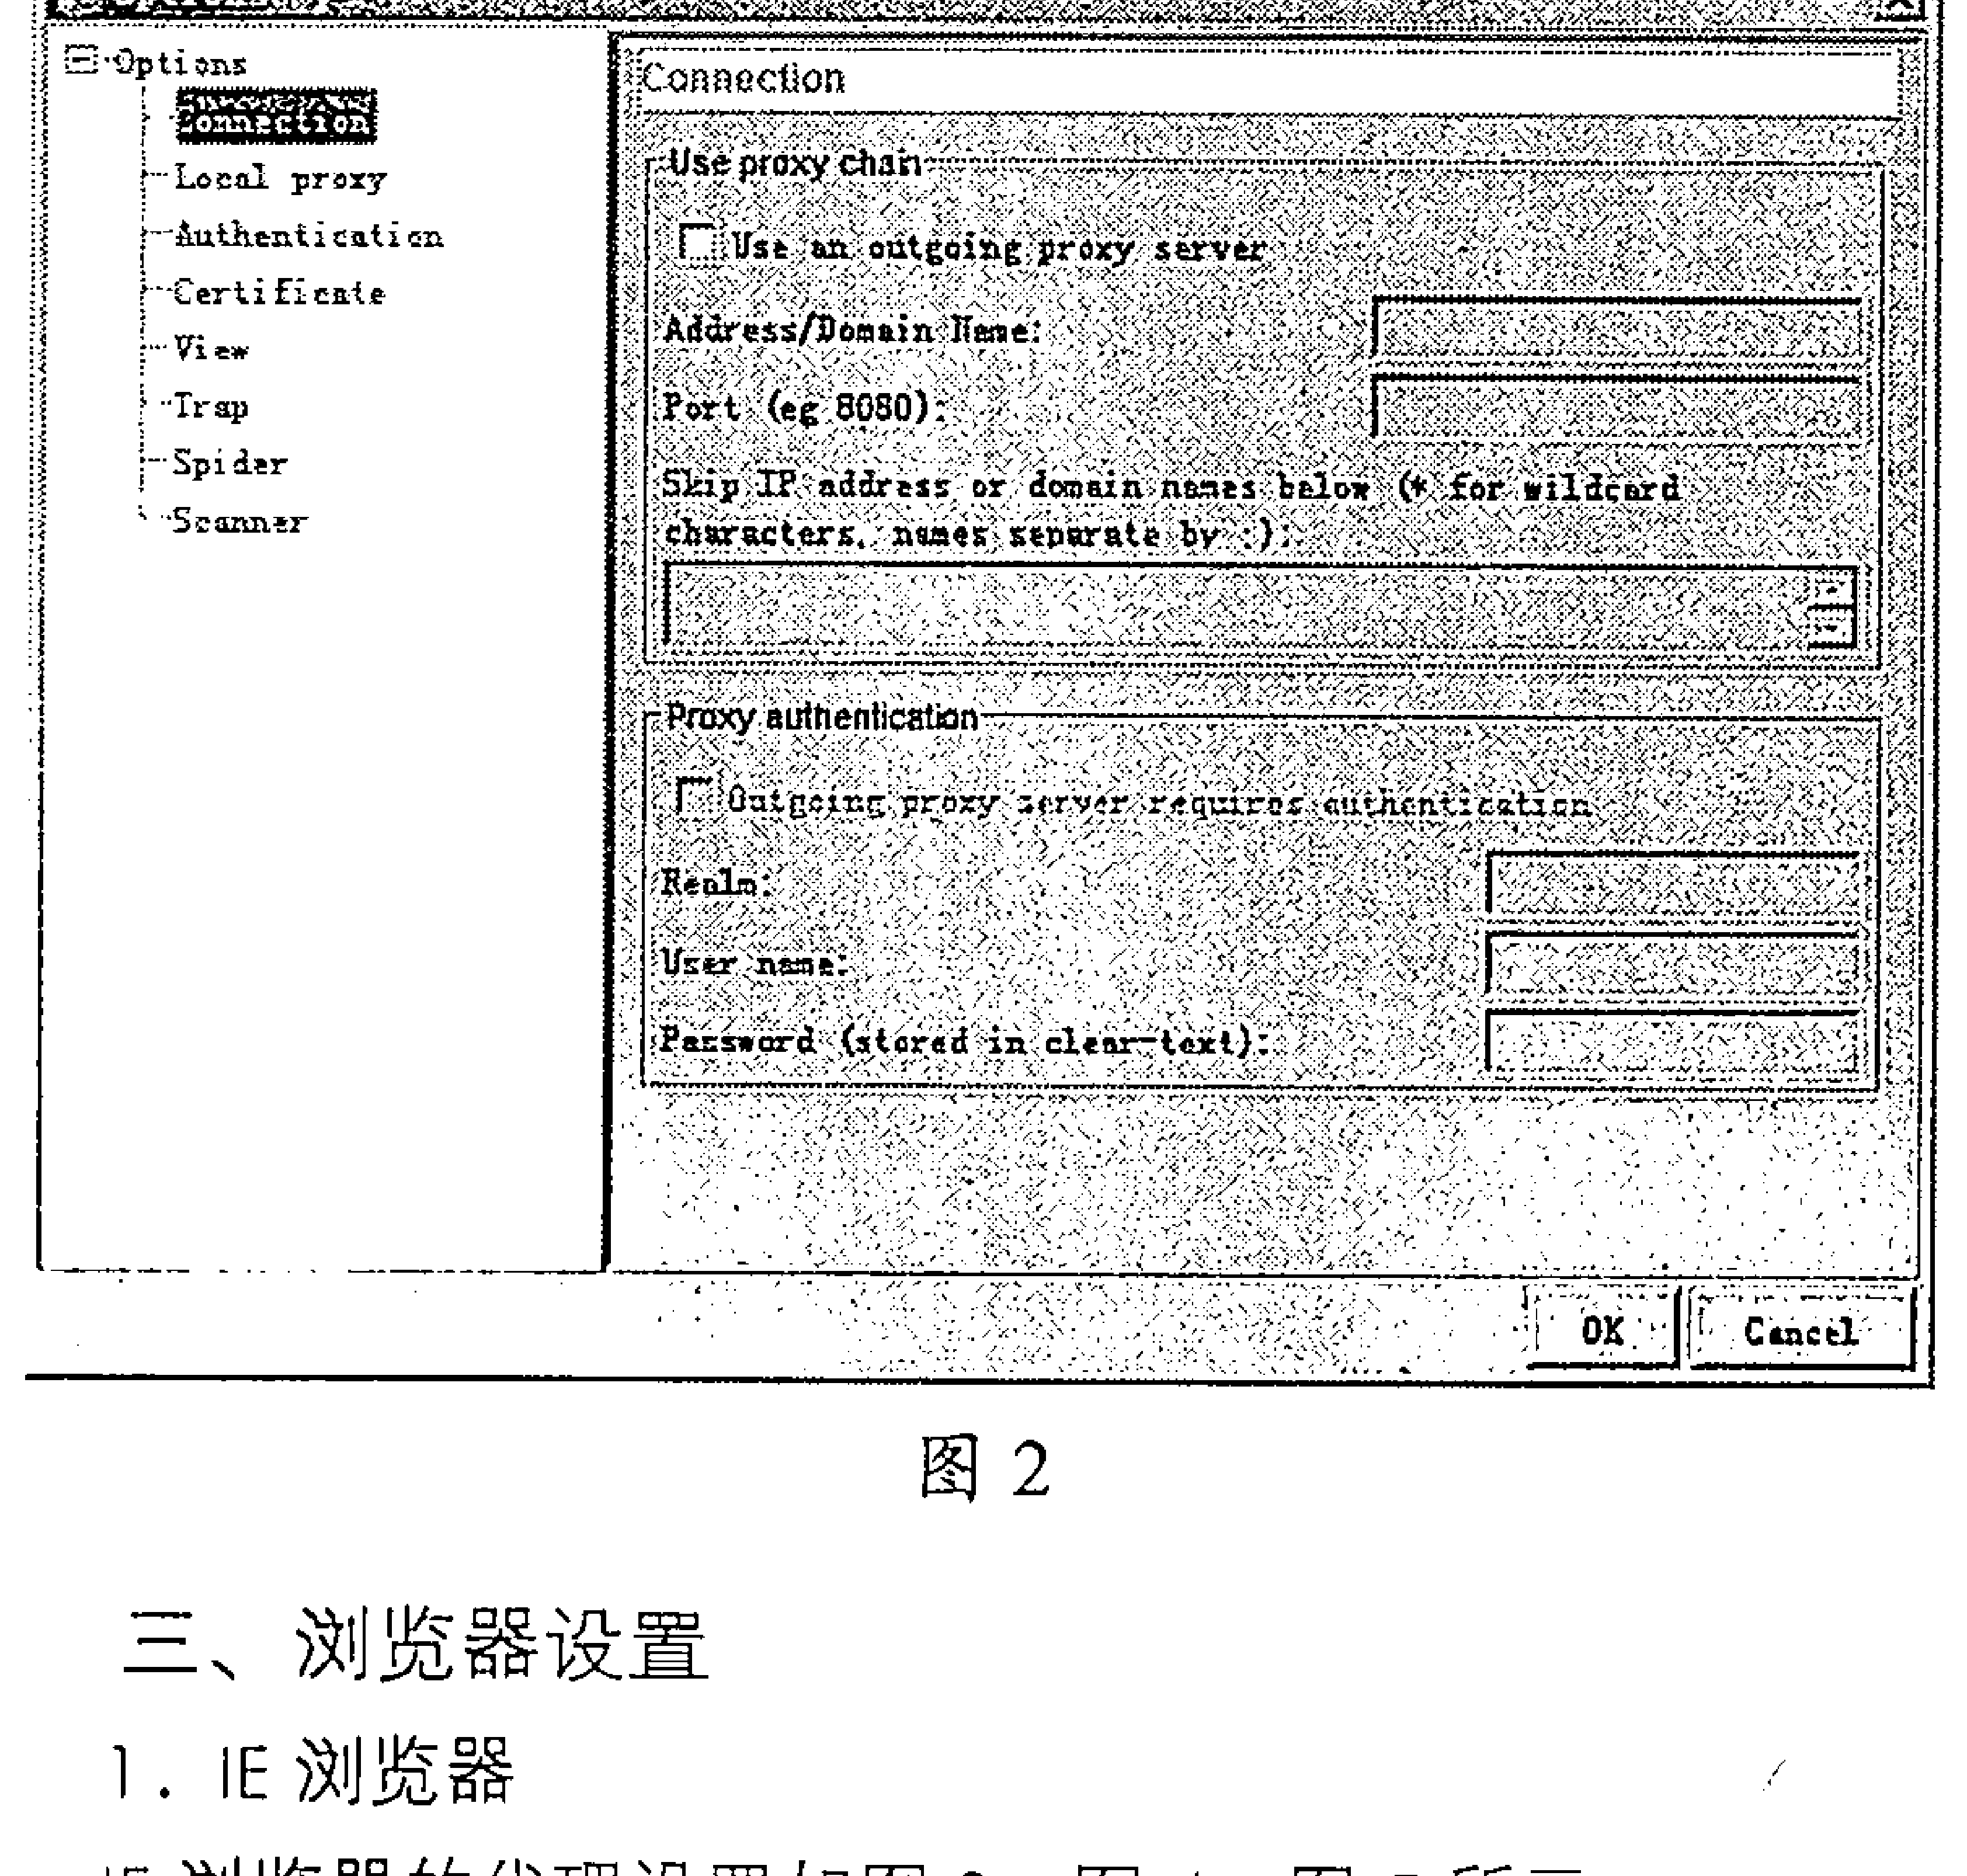 Options
Connection
Local proxy
Authentication
Certificate
View
Trap
Spider
Scanner
Connection
Use proxy chain
Use an outgoing proxy server
Address/Domain Name:
Port (eg 8080):
Skip IP address or domain names below (* for wildcard
characters, names separate by ;):
Proxy authentication
Outgoing proxy server requires authentication
Realm:
User name:
Password (stored in clear-text):
OK
Cancel
图 2
三、浏览器设置
1. IE 浏览器